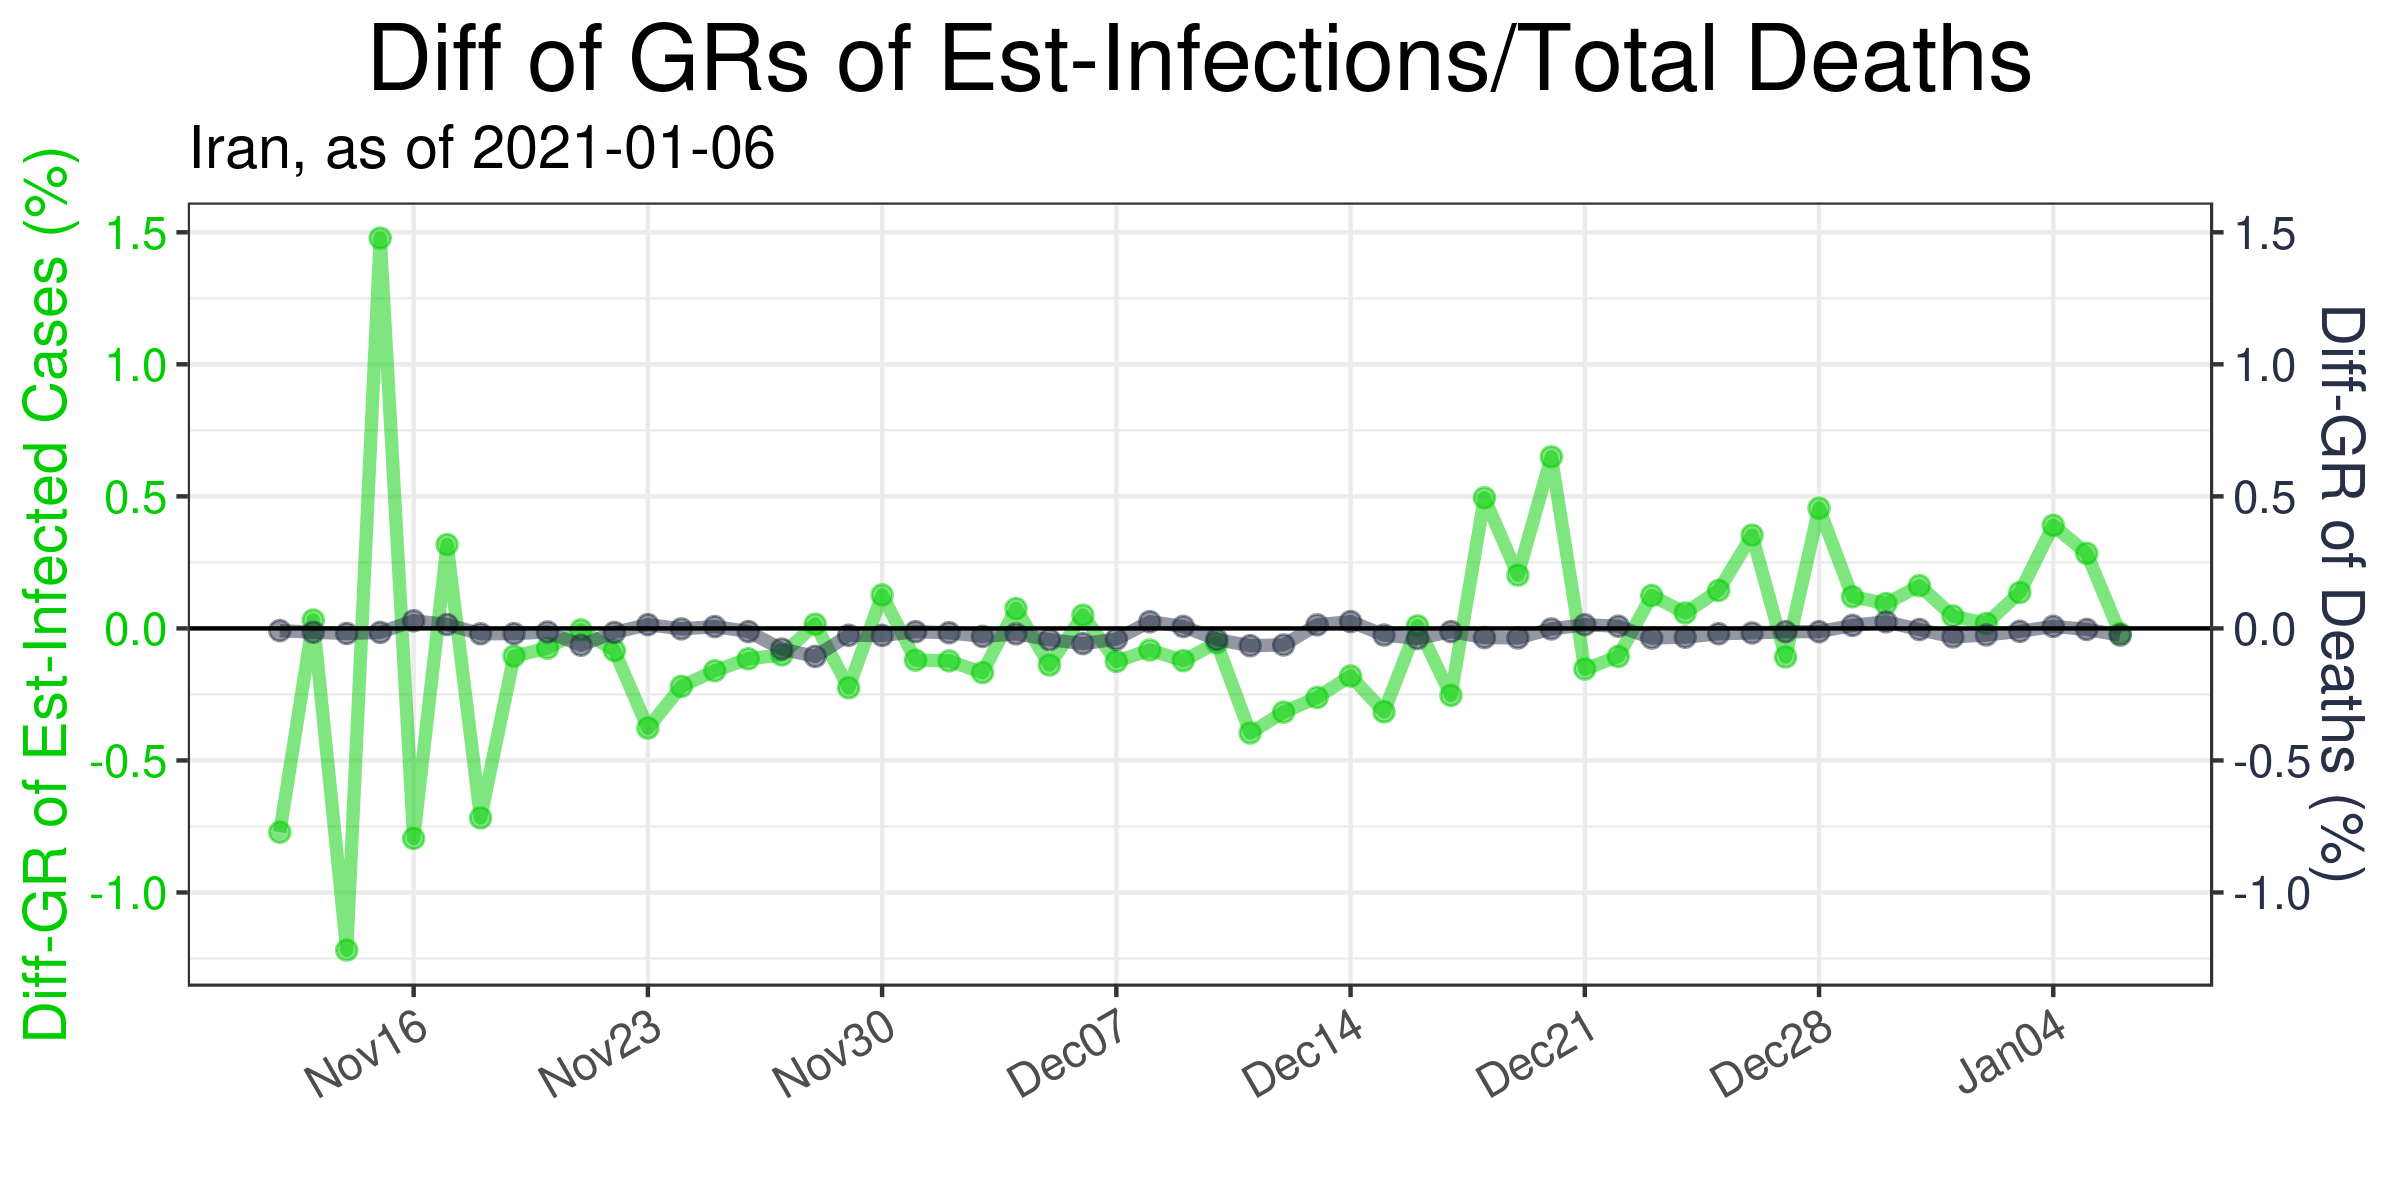 Diff of GRs of Est-Infections/Total Deaths
Iran, as of 2021-01-06
Diff-GR of Est-Infected Cases (%)
1.5
1.0
0.5
0.0
-0.5
-1.0
1.5
1.0
0.5
0.0
-0.5
-1.0
Diff-GR of Deaths (%)
Nov16
Nov23
Nov30
Dec07
Dec14
Dec21
Dec28
Jan04